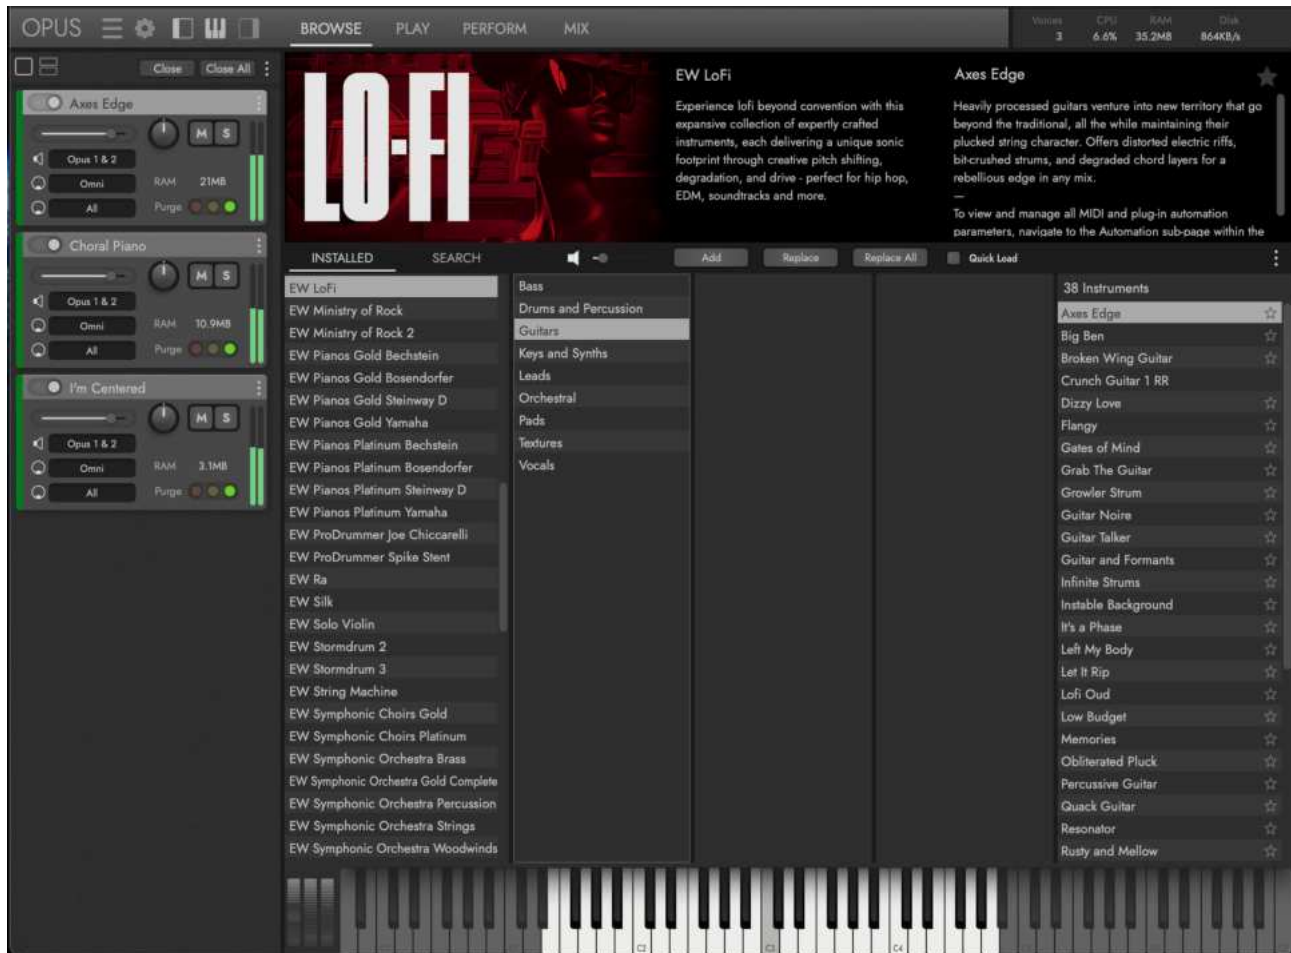 OPUS
BROWSE PLAY PERFORM MIX
Voices CPU RAM Disk
3 6.6% 35.2MB 864KB/s
Close Close All
Axes Edge
M S
Opus 1 & 2
Omni RAM 21MB
All Purge
Choral Piano
M S
Opus 1 & 2
Omni RAM 10.9MB
All Purge
I'm Centered
M S
Opus 1 & 2
Omni RAM 3.1MB
All Purge
LO-FI
EW LoFi
Experience lofi beyond convention with this
expansive collection of expertly crafted
instruments, each delivering a unique sonic
footprint through creative pitch shifting,
degradation, and drive - perfect for hip hop,
EDM, soundtracks and more.
Axes Edge
Heavily processed guitars venture into new territory that go
beyond the traditional, all the while maintaining their
plucked string character. Offers distorted electric riffs,
bit-crushed strums, and degraded chord layers for a
rebellious edge in any mix.
—
To view and manage all MIDI and plug-in automation
parameters, navigate to the Automation sub-page within the
INSTALLED SEARCH Add Replace Replace All Quick Load
EW LoFi
EW Ministry of Rock
EW Ministry of Rock 2
EW Pianos Gold Bechstein
EW Pianos Gold Bosendorfer
EW Pianos Gold Steinway D
EW Pianos Gold Yamaha
EW Pianos Platinum Bechstein
EW Pianos Platinum Bosendorfer
EW Pianos Platinum Steinway D
EW Pianos Platinum Yamaha
EW ProDrummer Joe Chiccarelli
EW ProDrummer Spike Stent
EW Ra
EW Silk
EW Solo Violin
EW Stormdrum 2
EW Stormdrum 3
EW String Machine
EW Symphonic Choirs Gold
EW Symphonic Choirs Platinum
EW Symphonic Orchestra Brass
EW Symphonic Orchestra Gold Complete
EW Symphonic Orchestra Percussion
EW Symphonic Orchestra Strings
EW Symphonic Orchestra Woodwinds
Bass
Drums and Percussion
Guitars
Keys and Synths
Leads
Orchestral
Pads
Textures
Vocals
38 Instruments
Axes Edge
Big Ben
Broken Wing Guitar
Crunch Guitar 1 RR
Dizzy Love
Flangy
Gates of Mind
Grab The Guitar
Growler Strum
Guitar Noire
Guitar Talker
Guitar and Formants
Infinite Strums
Instable Background
It's a Phase
Left My Body
Let It Rip
Lofi Oud
Low Budget
Memories
Obliterated Pluck
Percussive Guitar
Quack Guitar
Resonator
Rusty and Mellow
C2 C3 C4